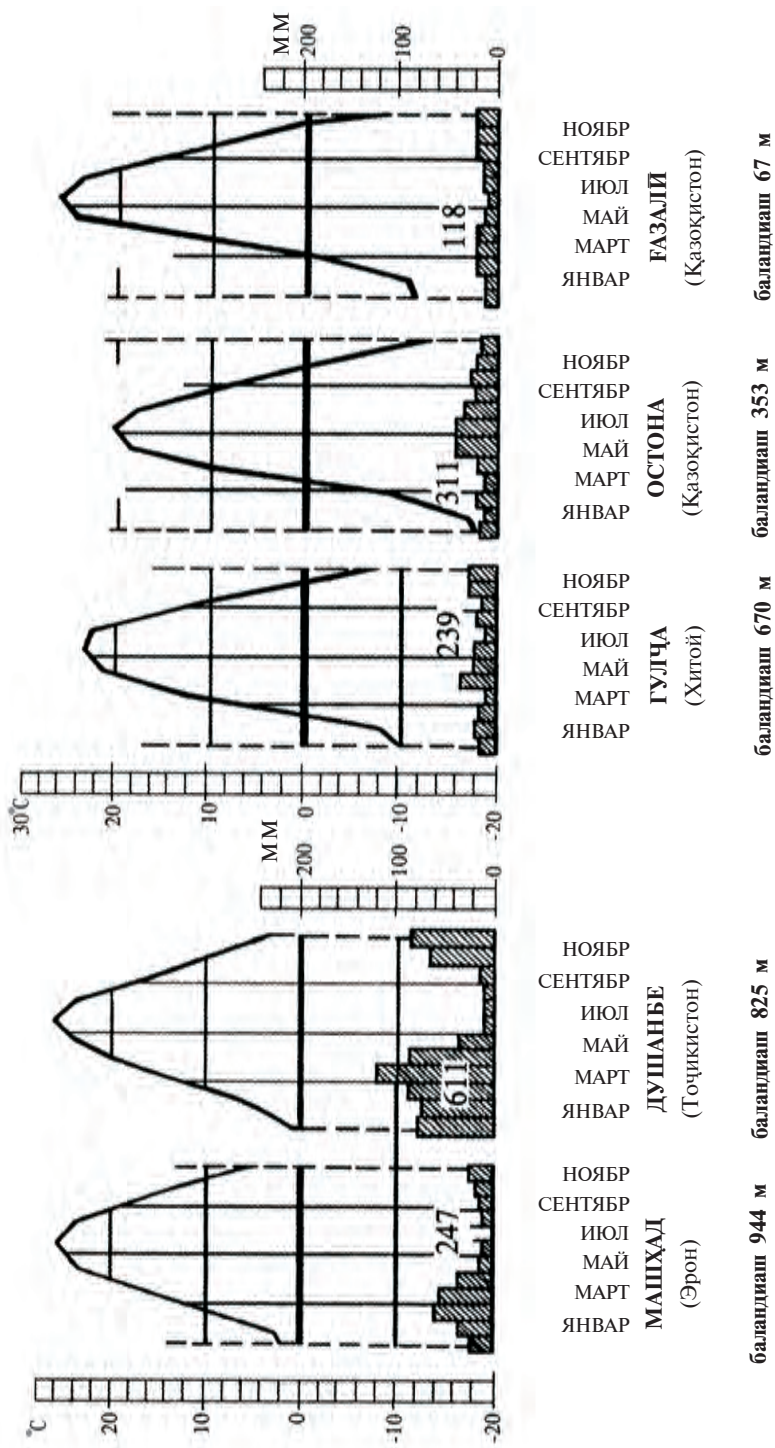 °C
20
10
0
-10
-20
247
611
ММ
200
100
0
30°C
20
10
0
-10
-20
239
311
118
ММ
200
100
0
ЯНВАР
МАРТ
МАЙ
ИЮЛ
СЕНТЯБР
НОЯБР
МАШҲАД
(Эрон)
баландиаш 944 м
ЯНВАР
МАРТ
МАЙ
ИЮЛ
СЕНТЯБР
НОЯБР
ДУШАНБЕ
(Тоҷикистон)
баландиаш 825 м
ЯНВАР
МАРТ
МАЙ
ИЮЛ
СЕНТЯБР
НОЯБР
ГУЛЧА
(Хитой)
баландиаш 670 м
ЯНВАР
МАРТ
МАЙ
ИЮЛ
СЕНТЯБР
НОЯБР
ОСТОНА
(Қазоқистон)
баландиаш 353 м
ЯНВАР
МАРТ
МАЙ
ИЮЛ
СЕНТЯБР
НОЯБР
ҒАЗАЛӢ
(Қазоқистон)
баландиаш 67 м